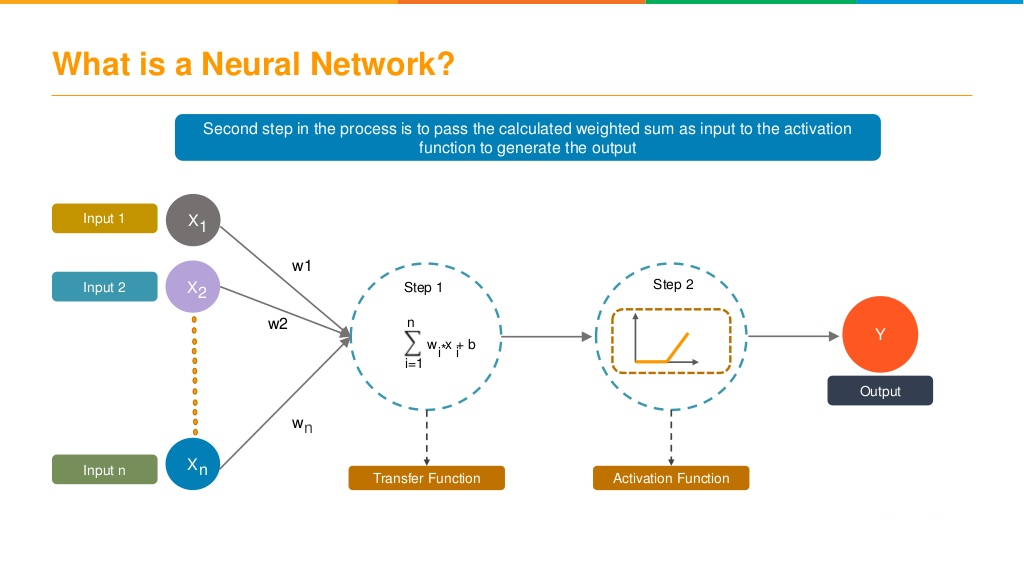 What is a Neural Network?
Second step in the process is to pass the calculated weighted sum as input to the activation
function to generate the output
Input 1
X1
w1
Input 2
X2
w2
Step 1
n
∑ wi*xi + b
i=1
Step 2
Y
Output
wn
Input n
Xn
Transfer Function
Activation Function